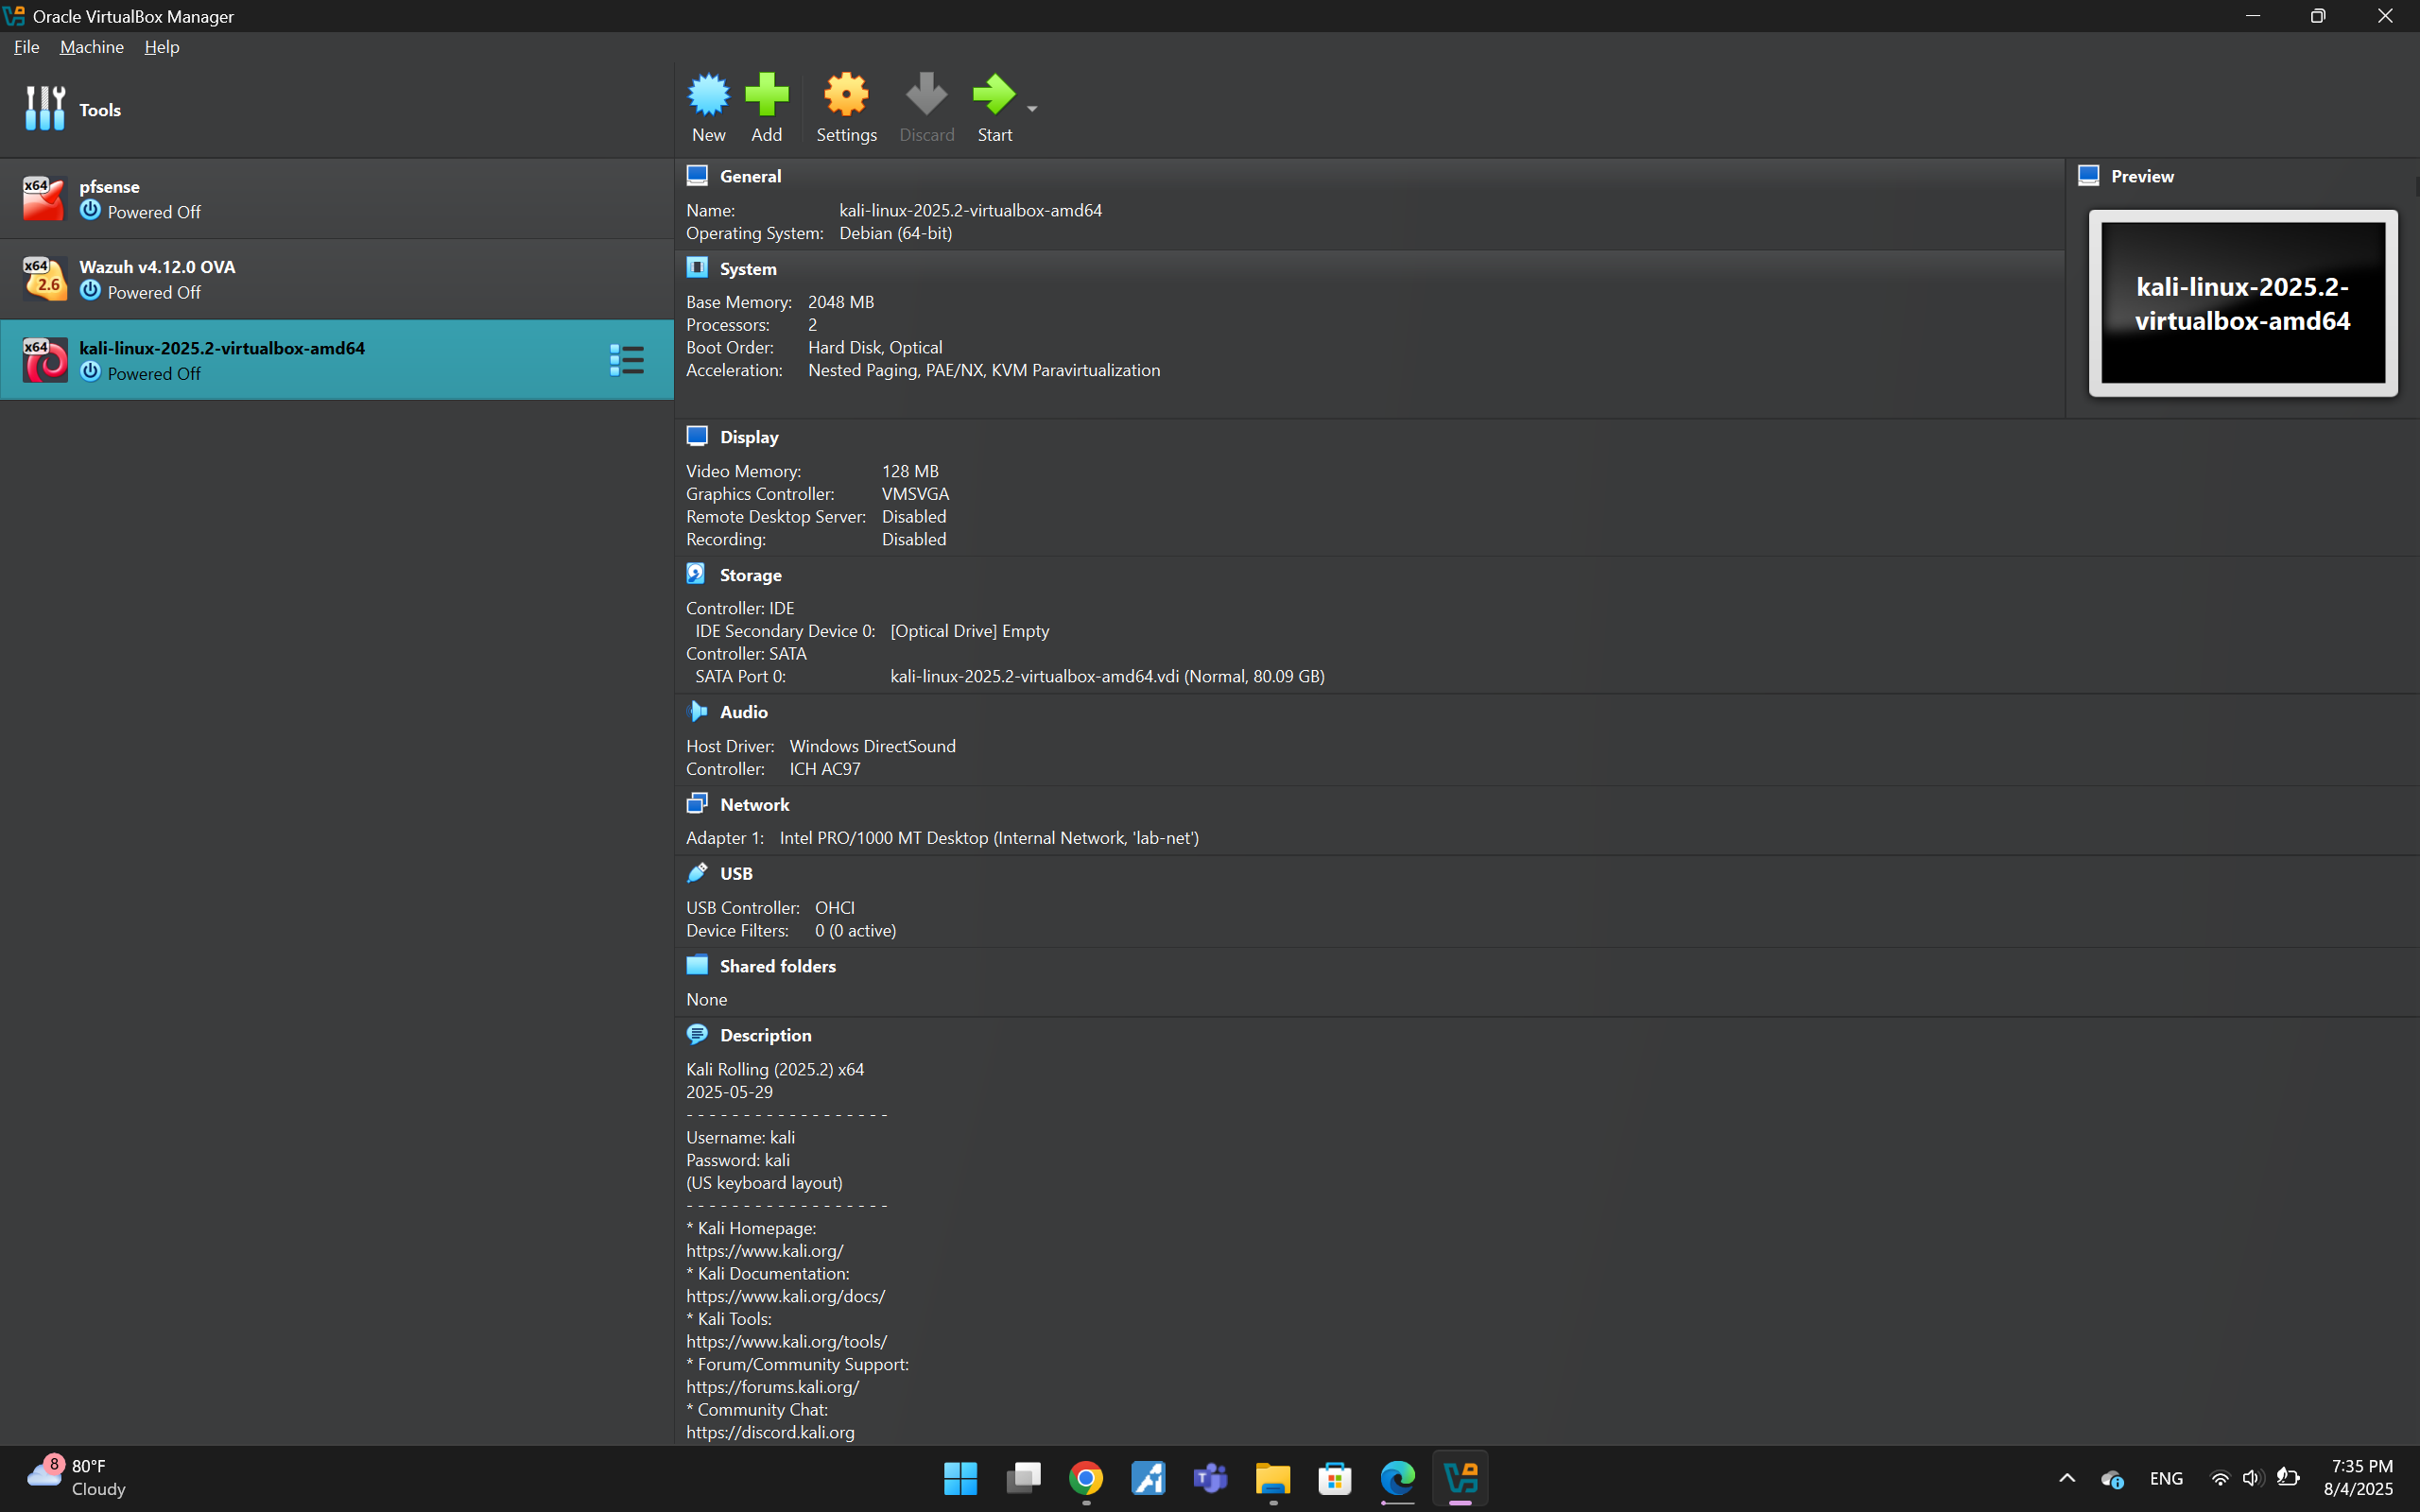 Oracle VirtualBox Manager
File Machine Help
Tools
New Add Settings Discard Start
x64 pfsense
Powered Off
x64 2.6 Wazuh v4.12.0 OVA
Powered Off
x64 kali-linux-2025.2-virtualbox-amd64
Powered Off
General
Name: kali-linux-2025.2-virtualbox-amd64
Operating System: Debian (64-bit)
System
Base Memory: 2048 MB
Processors: 2
Boot Order: Hard Disk, Optical
Acceleration: Nested Paging, PAE/NX, KVM Paravirtualization
Preview
kali-linux-2025.2-
virtualbox-amd64
Display
Video Memory: 128 MB
Graphics Controller: VMSVGA
Remote Desktop Server: Disabled
Recording: Disabled
Storage
Controller: IDE
IDE Secondary Device 0: [Optical Drive] Empty
Controller: SATA
SATA Port 0: kali-linux-2025.2-virtualbox-amd64.vdi (Normal, 80.09 GB)
Audio
Host Driver: Windows DirectSound
Controller: ICH AC97
Network
Adapter 1: Intel PRO/1000 MT Desktop (Internal Network, 'lab-net')
USB
USB Controller: OHCI
Device Filters: 0 (0 active)
Shared folders
None
Description
Kali Rolling (2025.2) x64
2025-05-29
- - - - - - - - - - - - - - - - - -
Username: kali
Password: kali
(US keyboard layout)
- - - - - - - - - - - - - - - - - -
* Kali Homepage:
https://www.kali.org/
* Kali Documentation:
https://www.kali.org/docs/
* Kali Tools:
https://www.kali.org/tools/
* Forum/Community Support:
https://forums.kali.org/
* Community Chat:
https://discord.kali.org
8 80°F
Cloudy
ENG
7:35 PM
8/4/2025